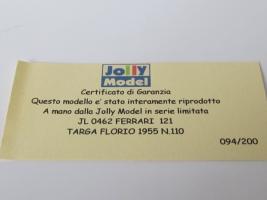 Jolly
Model
Certificato di Garanzia
Questo modello e' stato interamente riprodotto
A mano dalla Jolly Model in serie limitata
JL 0462 FERRARI 121
TARGA FLORIO 1955 N.110
094/200